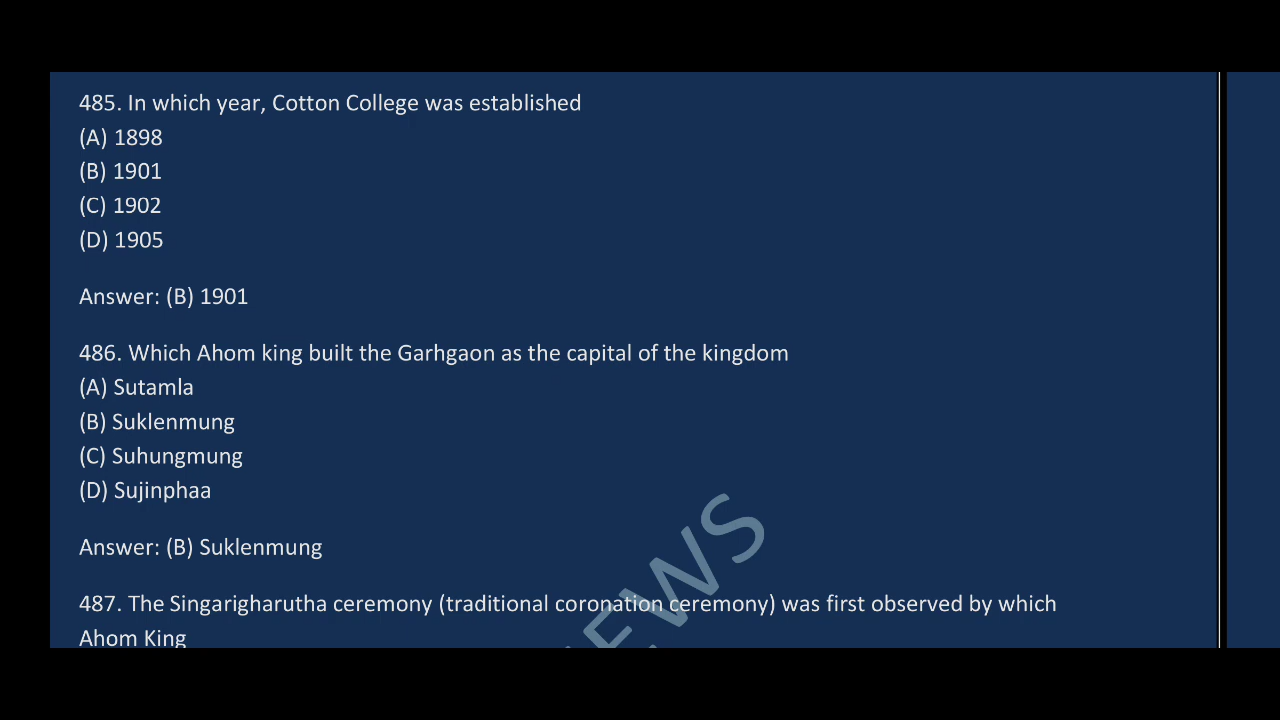 485. In which year, Cotton College was established
(A) 1898
(B) 1901
(C) 1902
(D) 1905
Answer: (B) 1901
486. Which Ahom king built the Garhgaon as the capital of the kingdom
(A) Sutamla
(B) Suklenmung
(C) Suhungmung
(D) Sujinphaa
Answer: (B) Suklenmung
487. The Singarigharutha ceremony (traditional coronation ceremony) was first observed by which
Ahom King